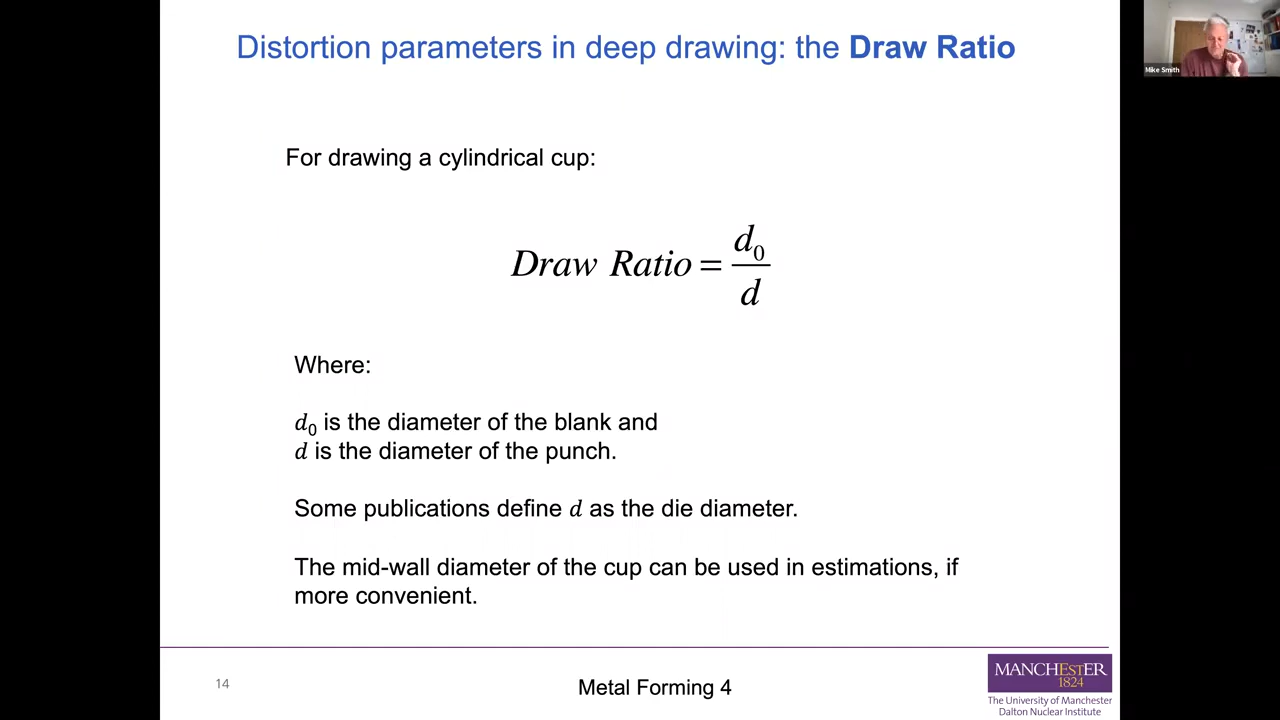 Distortion parameters in deep drawing: the Draw Ratio
Mike Smith
For drawing a cylindrical cup:
Draw Ratio = d₀/d
Where:
d₀ is the diameter of the blank and
d is the diameter of the punch.
Some publications define d as the die diameter.
The mid-wall diameter of the cup can be used in estimations, if
more convenient.
14
Metal Forming 4
MANCHESTER
1824
The University of Manchester
Dalton Nuclear Institute